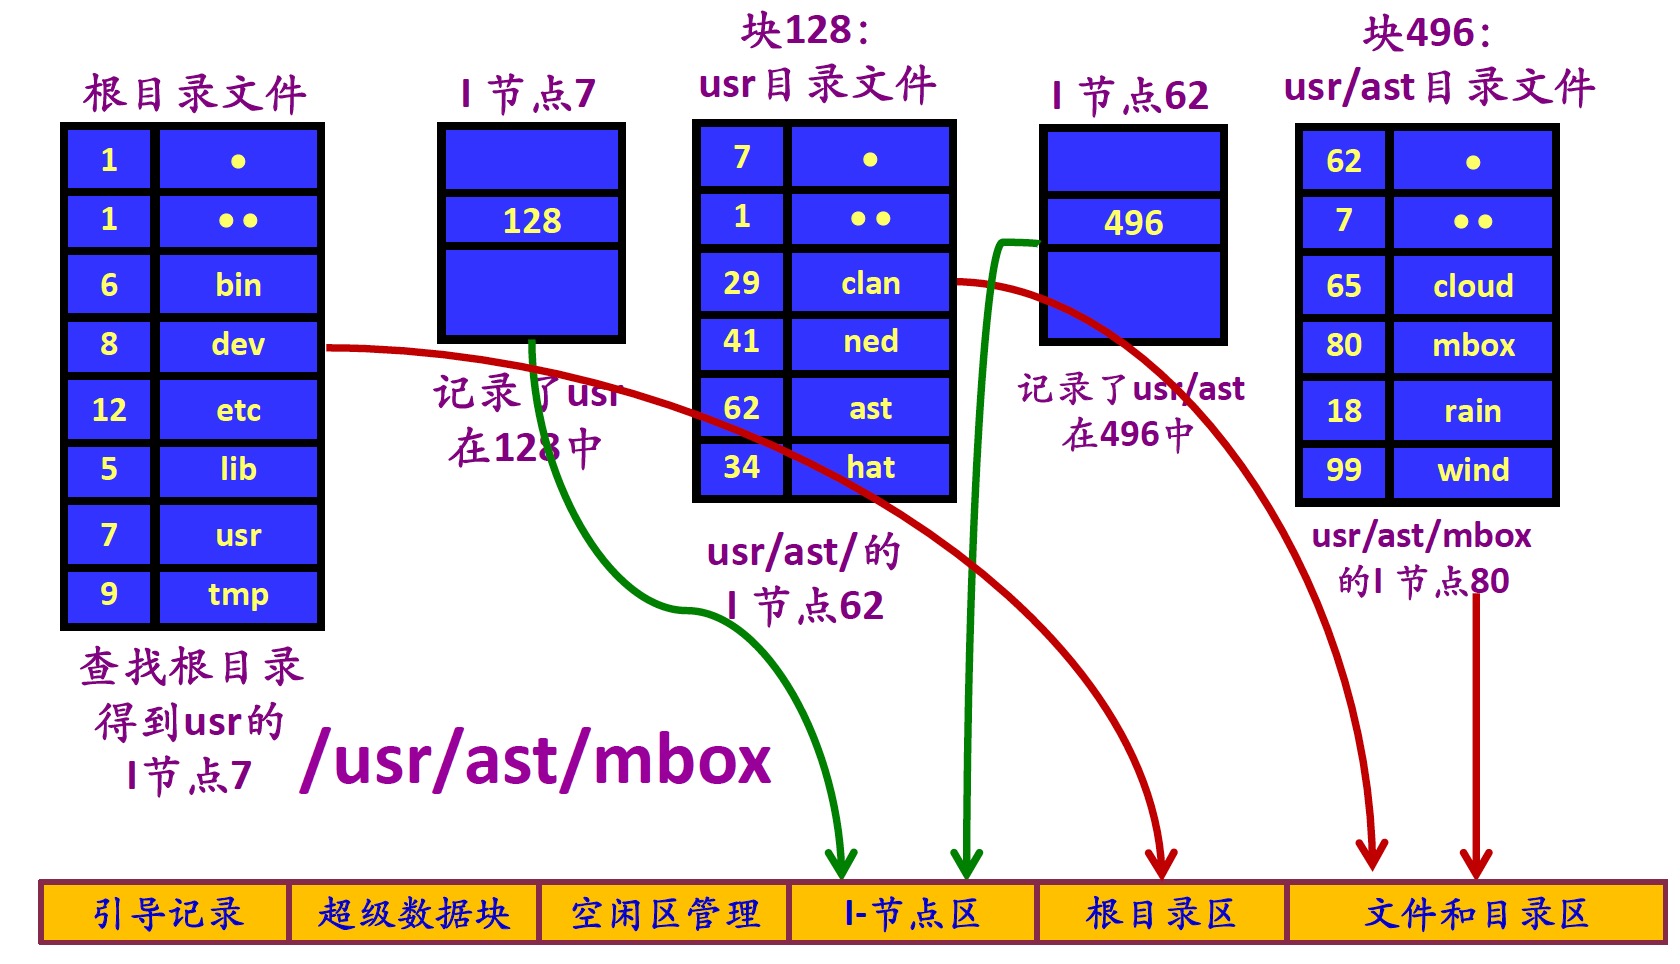 根目录文件
1 •
1 ••
6 bin
8 dev
12 etc
5 lib
7 usr
9 tmp
查找根目录
得到usr的
I节点7
I 节点7
128
记录了usr
在128中
块128：
usr目录文件
7 •
1 ••
29 clan
41 ned
62 ast
34 hat
usr/ast/的
I 节点62
I 节点62
496
记录了usr/ast
在496中
块496：
usr/ast目录文件
62 •
7 ••
65 cloud
80 mbox
18 rain
99 wind
usr/ast/mbox
的I 节点80
/usr/ast/mbox
引导记录 超级数据块 空闲区管理 I-节点区 根目录区 文件和目录区